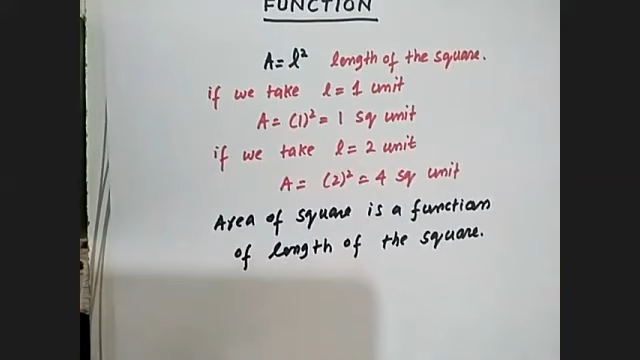 FUNCTION
A = l² length of the square.
if we take l = 1 unit
A = (1)² = 1 sq unit
if we take l = 2 unit
A = (2)² = 4 sq unit
Area of square is a function
of length of the square.